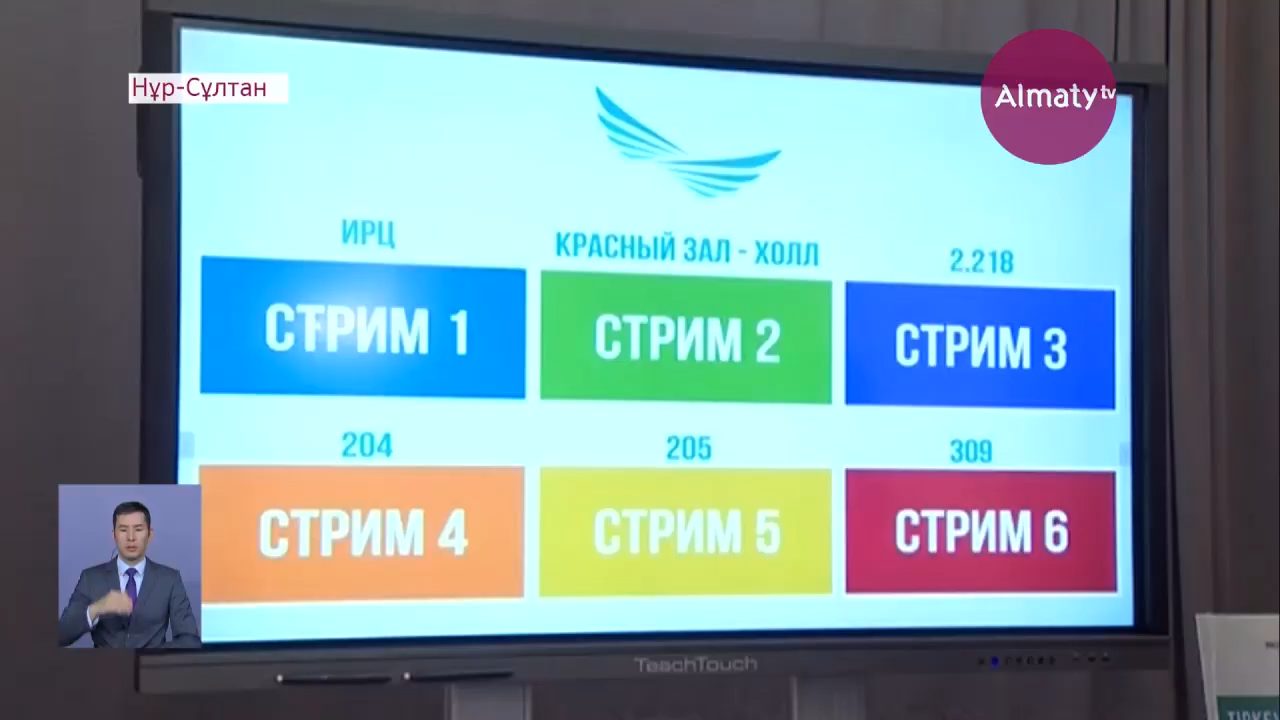 Нұр-Сұлтан
Almaty tv
ИРЦ
КРАСНЫЙ ЗАЛ - ХОЛЛ
2.218
СТРИМ 1
СТРИМ 2
СТРИМ 3
204
205
309
СТРИМ 4
СТРИМ 5
СТРИМ 6
TeachTouch